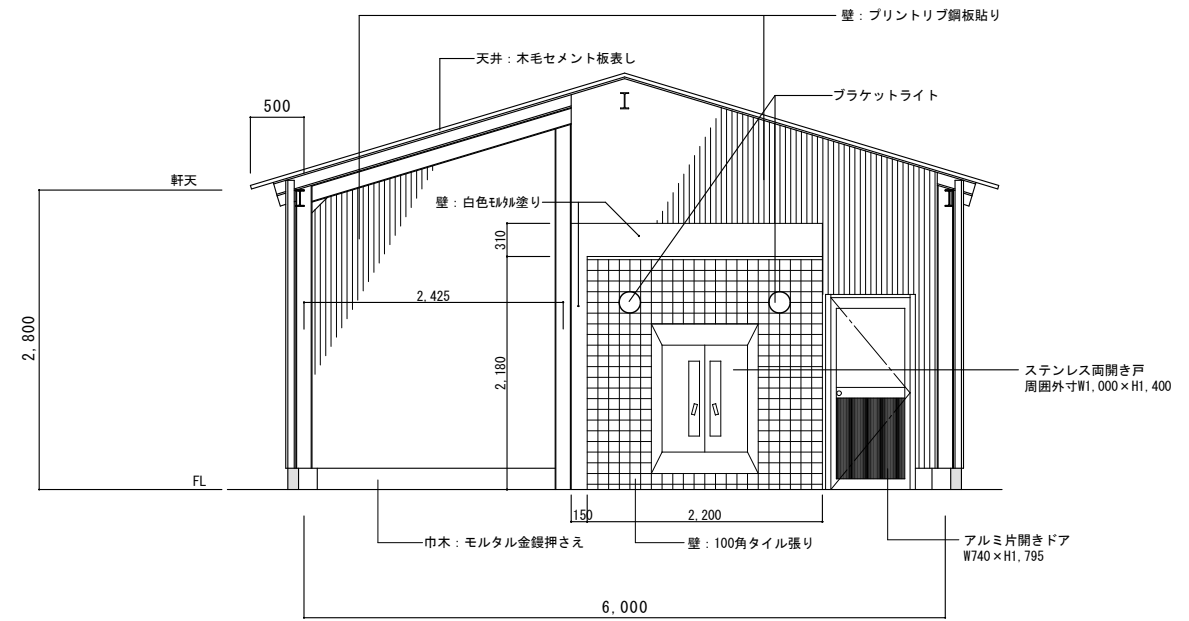 壁：プリントリブ鋼板貼り
天井：木毛セメント板表し
ブラケットライト
500
軒天
壁：白色ﾓﾙﾀﾙ塗り
310
2,425
2,800
2,180
ステンレス両開き戸
周囲外寸W1,000×H1,400
FL
150
2,200
巾木：モルタル金鏝押さえ
壁：100角タイル張り
アルミ片開きドア
W740×H1,795
6,000